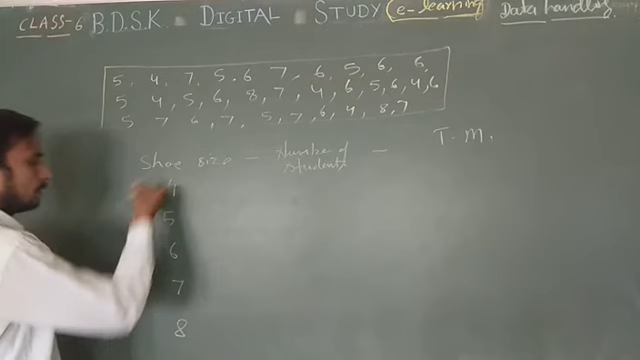 CLASS-6 B.D.S.K. DIGITAL STUDY (e-learning) Data handling.
5, 4, 7, 5, 6, 7, 6, 5, 6, 6,
5, 4, 5, 6, 8, 7, 4, 6, 5, 6, 4, 6
5, 7, 6, 7, 5, 7, 6, 4, 8, 7
Shoe size - Number of students - T.M.
4
5
6
7
8